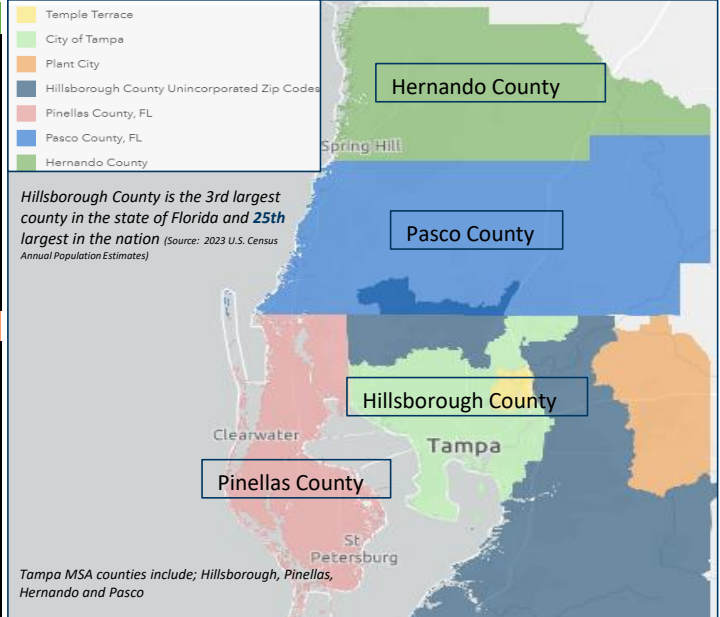 Temple Terrace
City of Tampa
Plant City
Hillsborough County Unincorporated Zip Codes
Pinellas County, FL
Pasco County, FL
Hernando County
Hernando County
Spring Hill
Hillsborough County is the 3rd largest
county in the state of Florida and 25th
largest in the nation (Source: 2023 U.S. Census
Annual Population Estimates)
Pasco County
Hillsborough County
Clearwater
Tampa
Pinellas County
St
Petersburg
Tampa MSA counties include; Hillsborough, Pinellas,
Hernando and Pasco